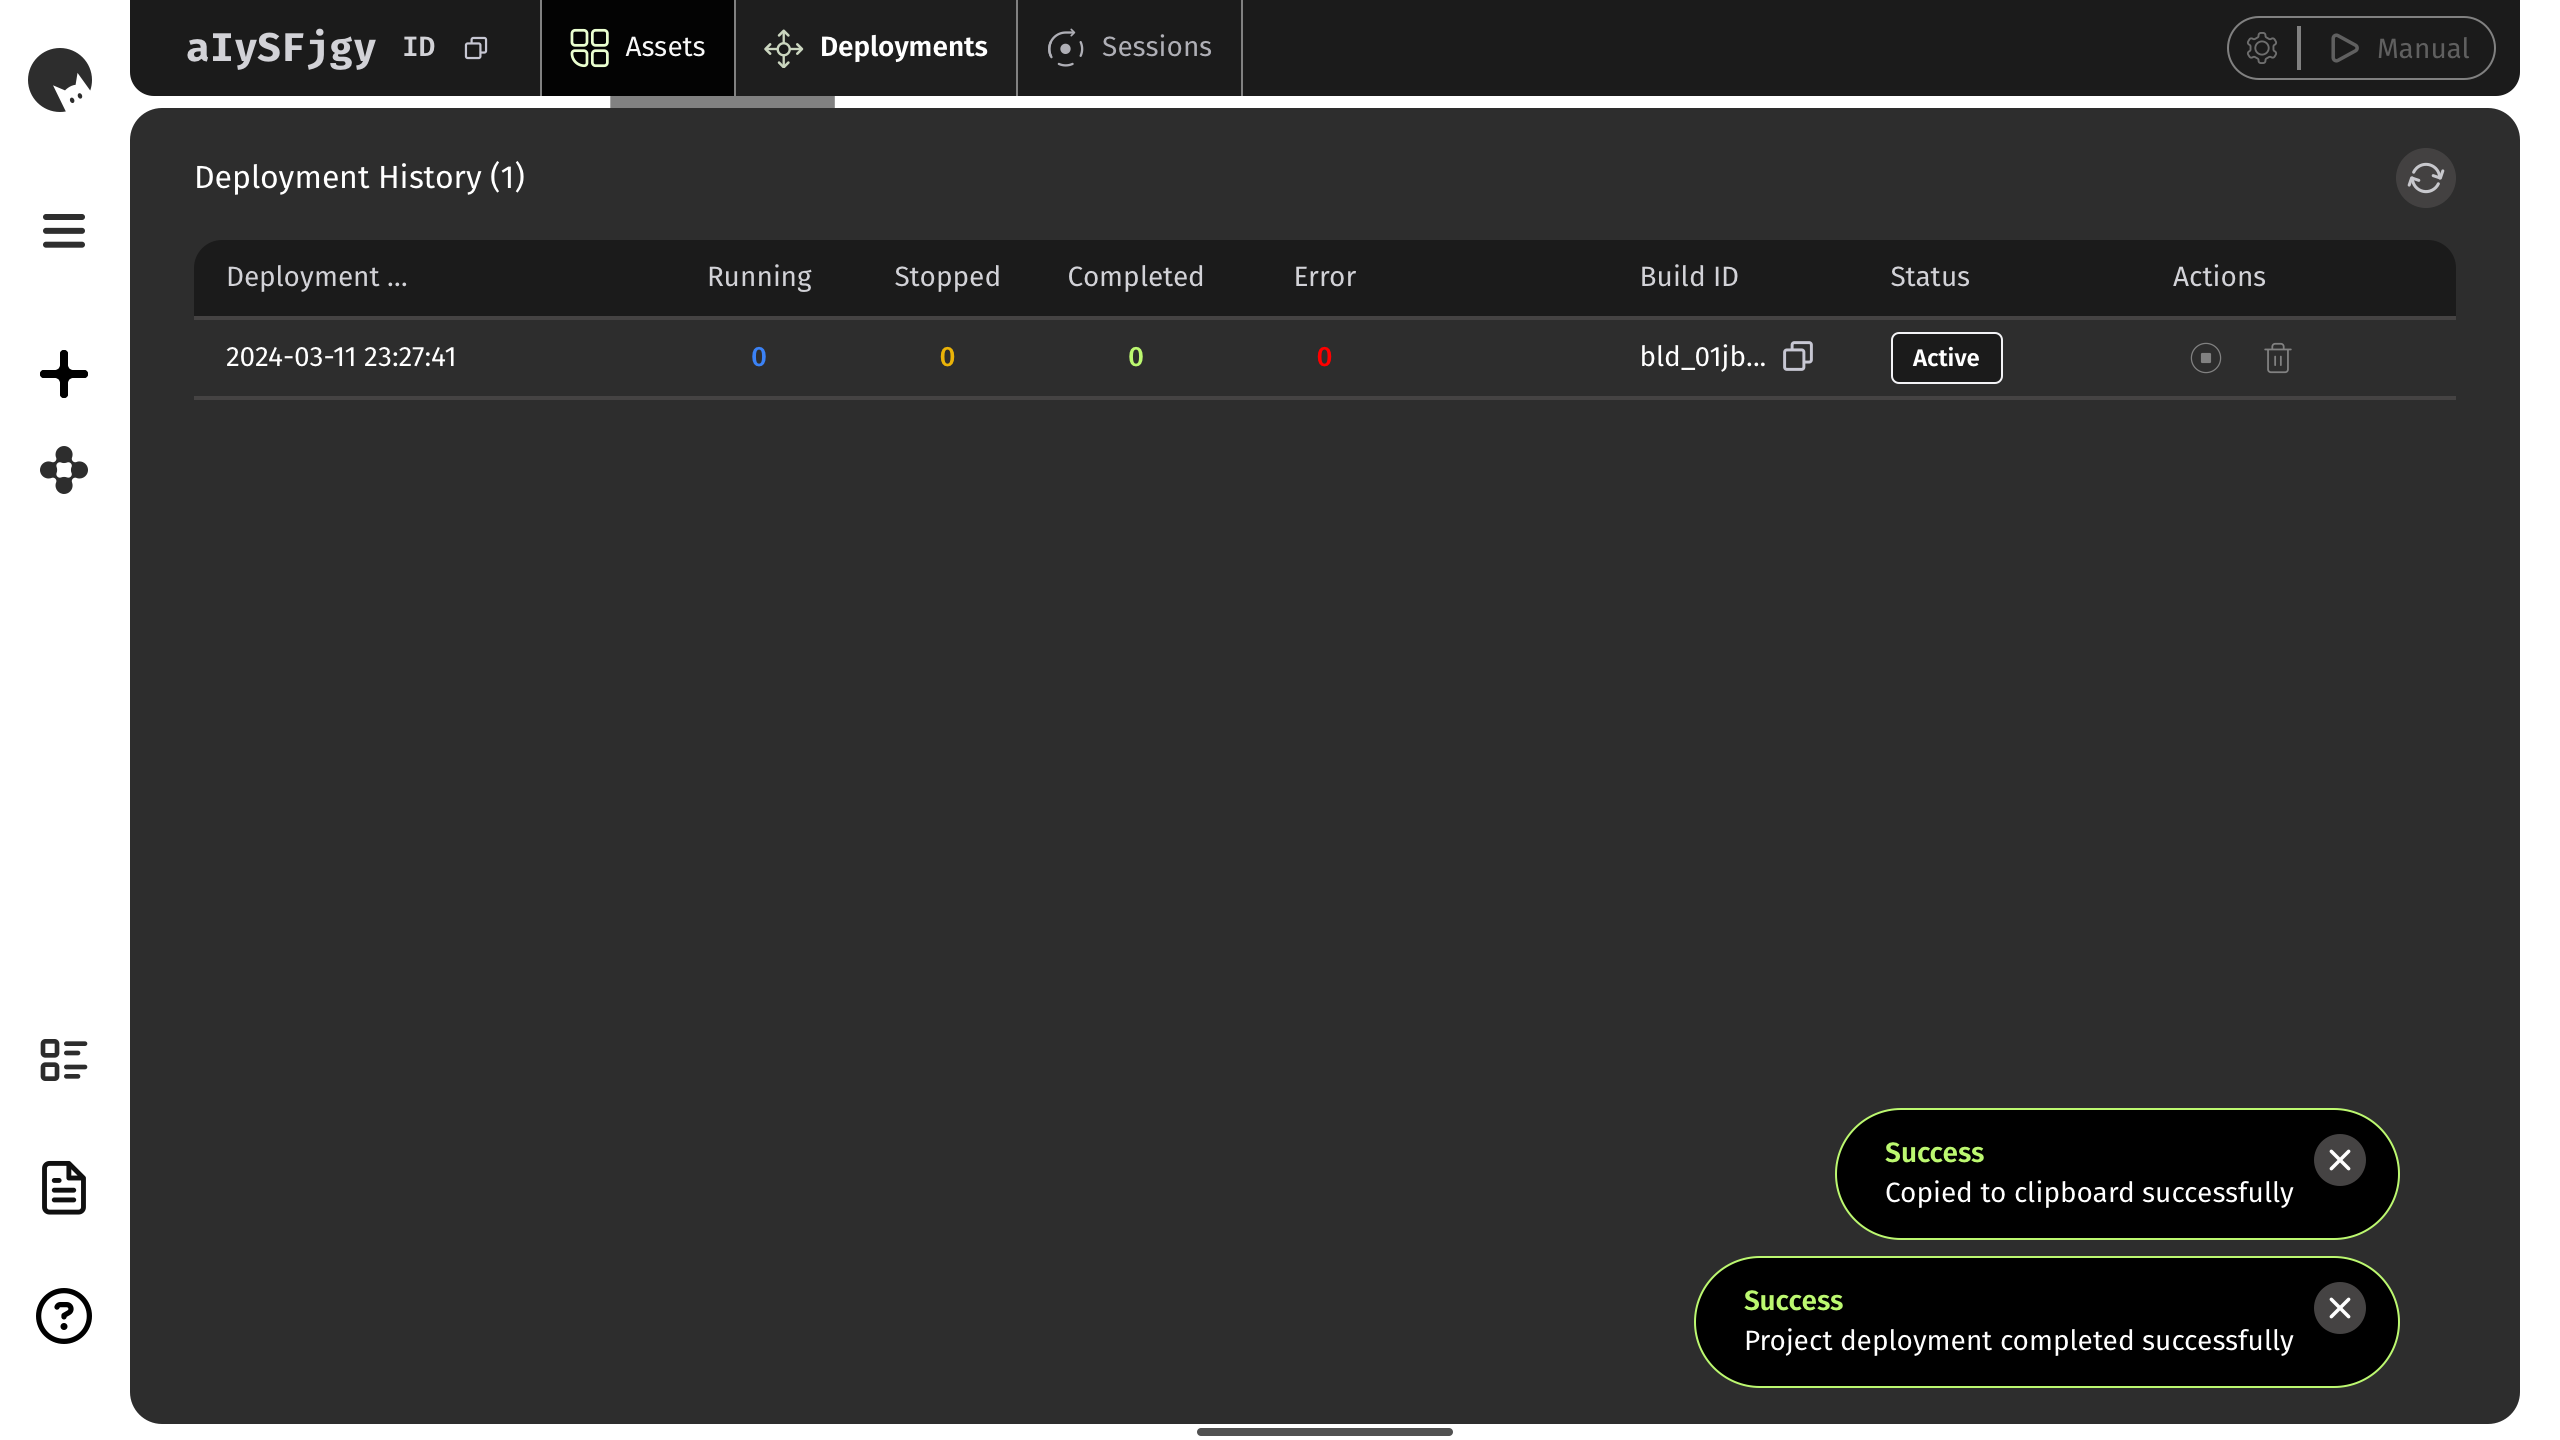 aIySFjgy ID Assets Deployments Sessions Manual
Deployment History (1)
Deployment ... Running Stopped Completed Error Build ID Status Actions
2024-03-11 23:27:41 0 0 0 0 bld_01jb... Active
Success
Copied to clipboard successfully
Success
Project deployment completed successfully